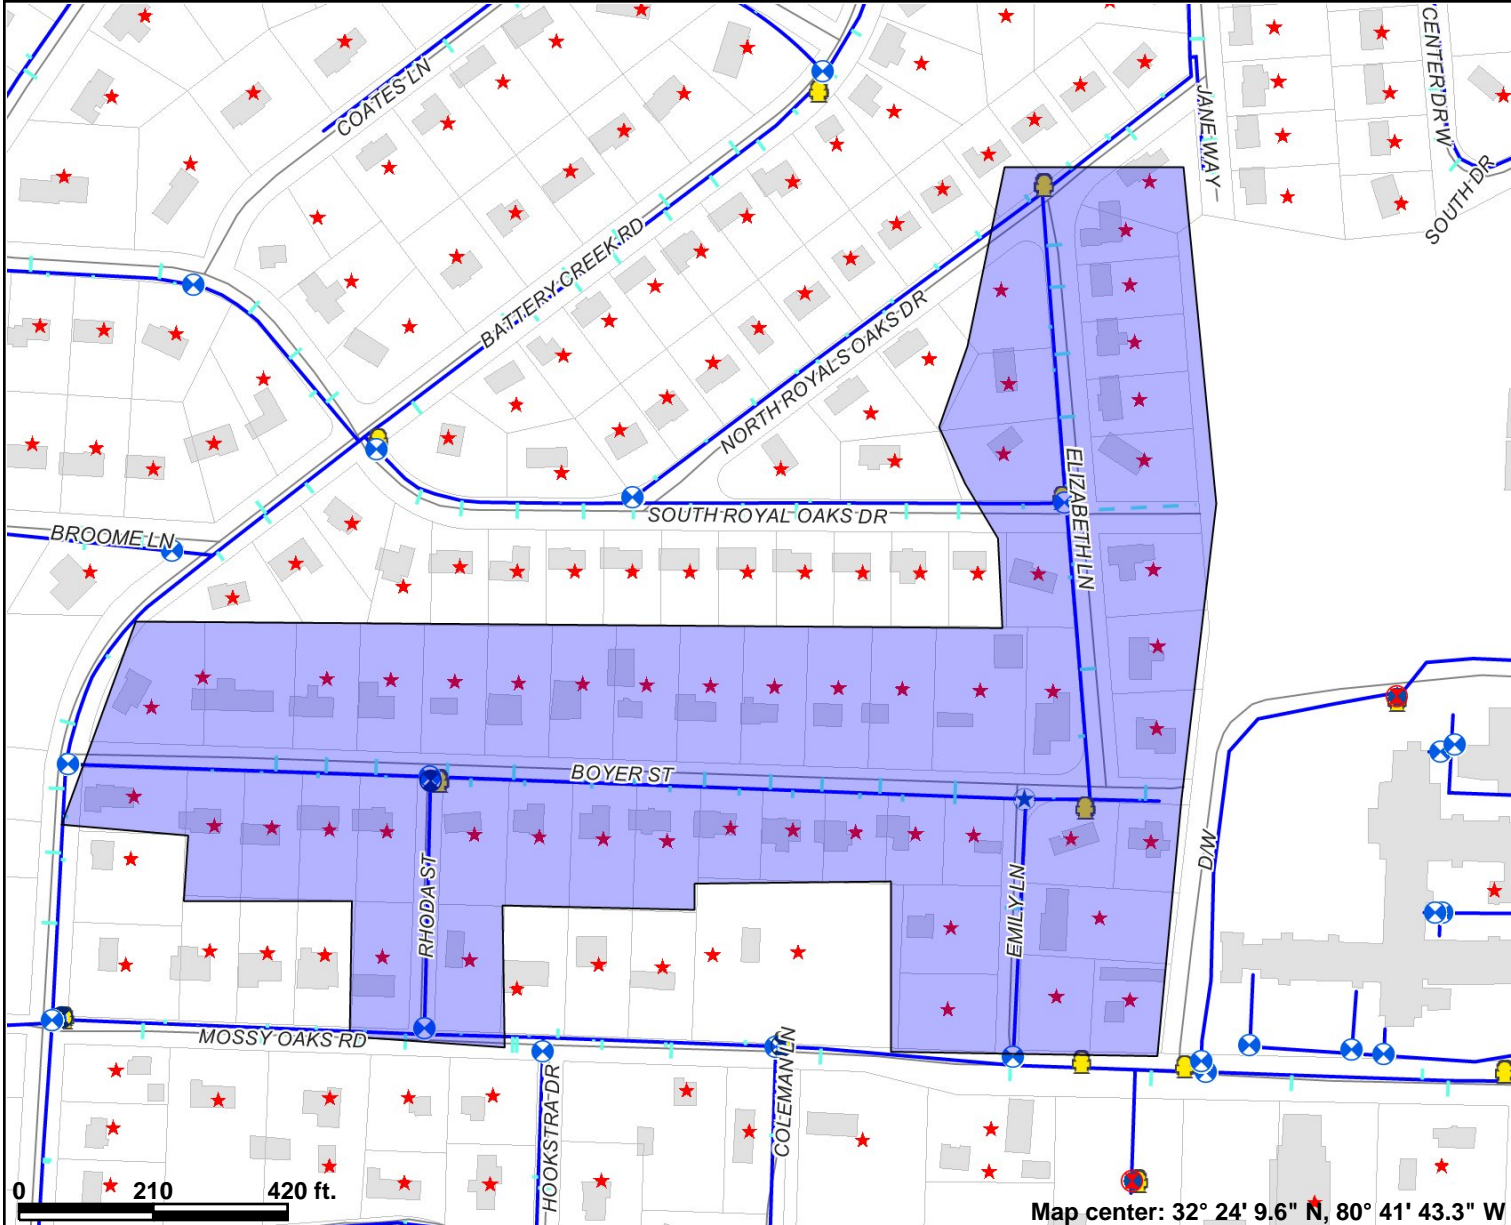 COATES LN
CENTER DR W
JANE WAY
SOUTH DR
BATTERY CREEK RD
NORTH ROYAL S OAKS DR
ELIZABETH LN
SOUTH ROYAL OAKS DR
BROOME LN
BOYER ST
RHODA ST
EMILY LN
D/W
MOSSY OAKS RD
HOOKSTRA DR
COLEMAN LN
0 210 420 ft.
Map center: 32° 24' 9.6" N, 80° 41' 43.3" W